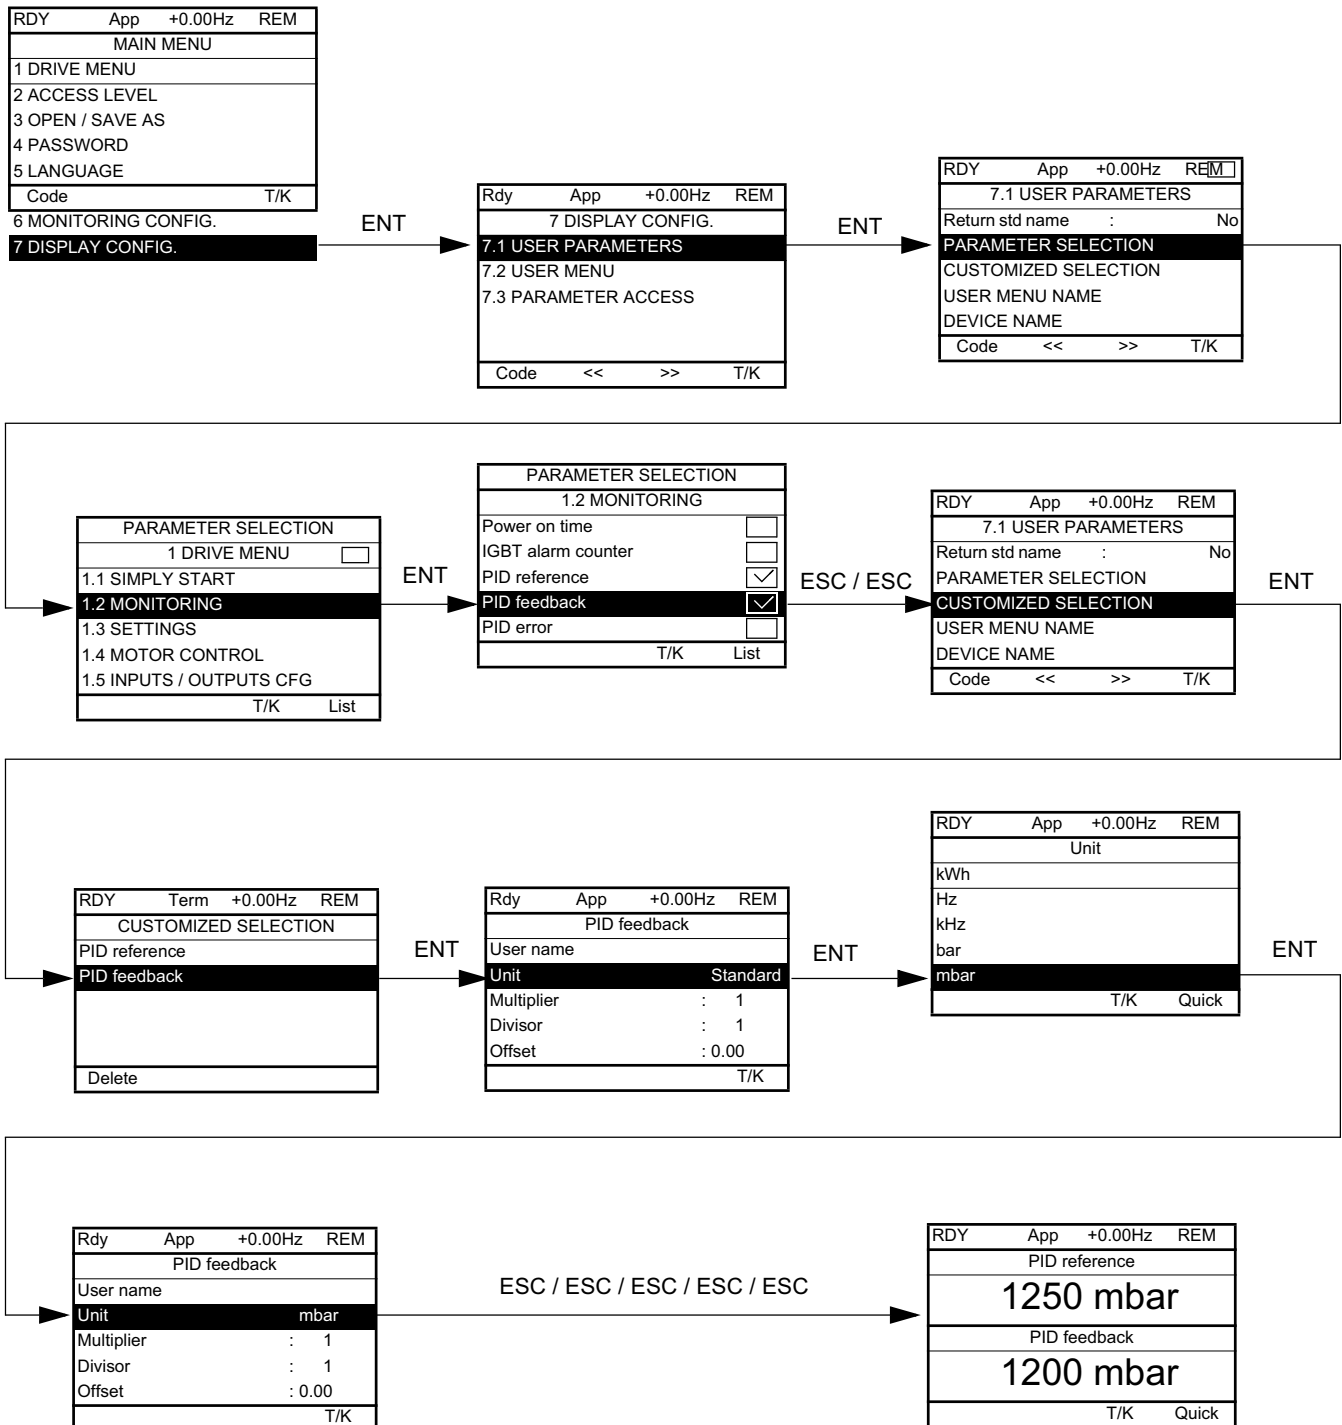 RDY App +0.00Hz REM
MAIN MENU
1 DRIVE MENU
2 ACCESS LEVEL
3 OPEN / SAVE AS
4 PASSWORD
5 LANGUAGE
Code T/K
6 MONITORING CONFIG.
7 DISPLAY CONFIG.
ENT
Rdy App +0.00Hz REM
7 DISPLAY CONFIG.
7.1 USER PARAMETERS
7.2 USER MENU
7.3 PARAMETER ACCESS
Code << >> T/K
ENT
RDY App +0.00Hz REM
7.1 USER PARAMETERS
Return std name : No
PARAMETER SELECTION
CUSTOMIZED SELECTION
USER MENU NAME
DEVICE NAME
Code << >> T/K
PARAMETER SELECTION
1 DRIVE MENU
1.1 SIMPLY START
1.2 MONITORING
1.3 SETTINGS
1.4 MOTOR CONTROL
1.5 INPUTS / OUTPUTS CFG
T/K List
ENT
PARAMETER SELECTION
1.2 MONITORING
Power on time
IGBT alarm counter
PID reference
PID feedback
PID error
T/K List
ESC / ESC
RDY App +0.00Hz REM
7.1 USER PARAMETERS
Return std name : No
PARAMETER SELECTION
CUSTOMIZED SELECTION
USER MENU NAME
DEVICE NAME
Code << >> T/K
ENT
RDY Term +0.00Hz REM
CUSTOMIZED SELECTION
PID reference
PID feedback
Delete
ENT
Rdy App +0.00Hz REM
PID feedback
User name
Unit Standard
Multiplier : 1
Divisor : 1
Offset : 0.00
T/K
ENT
RDY App +0.00Hz REM
Unit
kWh
Hz
kHz
bar
mbar
T/K Quick
ENT
Rdy App +0.00Hz REM
PID feedback
User name
Unit mbar
Multiplier : 1
Divisor : 1
Offset : 0.00
T/K
ESC / ESC / ESC / ESC / ESC
RDY App +0.00Hz REM
PID reference
1250 mbar
PID feedback
1200 mbar
T/K Quick